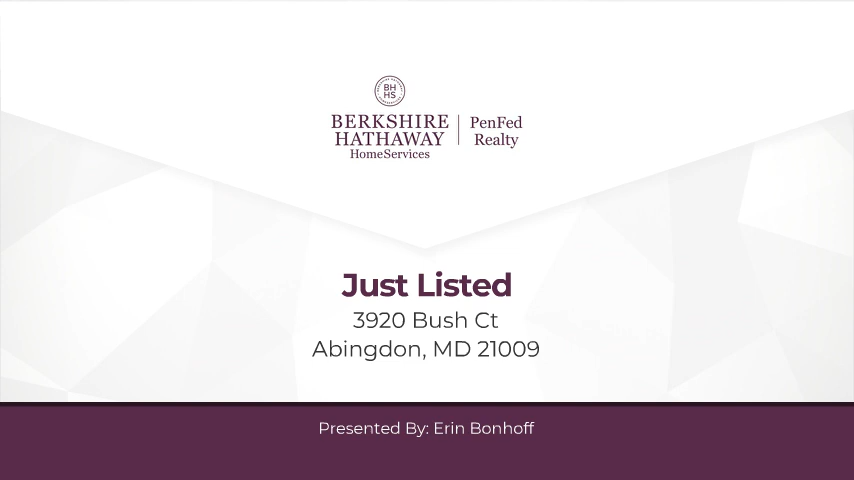 BH
HS
BERKSHIRE
HATHAWAY
HomeServices
PenFed
Realty
Just Listed
3920 Bush Ct
Abingdon, MD 21009
Presented By: Erin Bonhoff